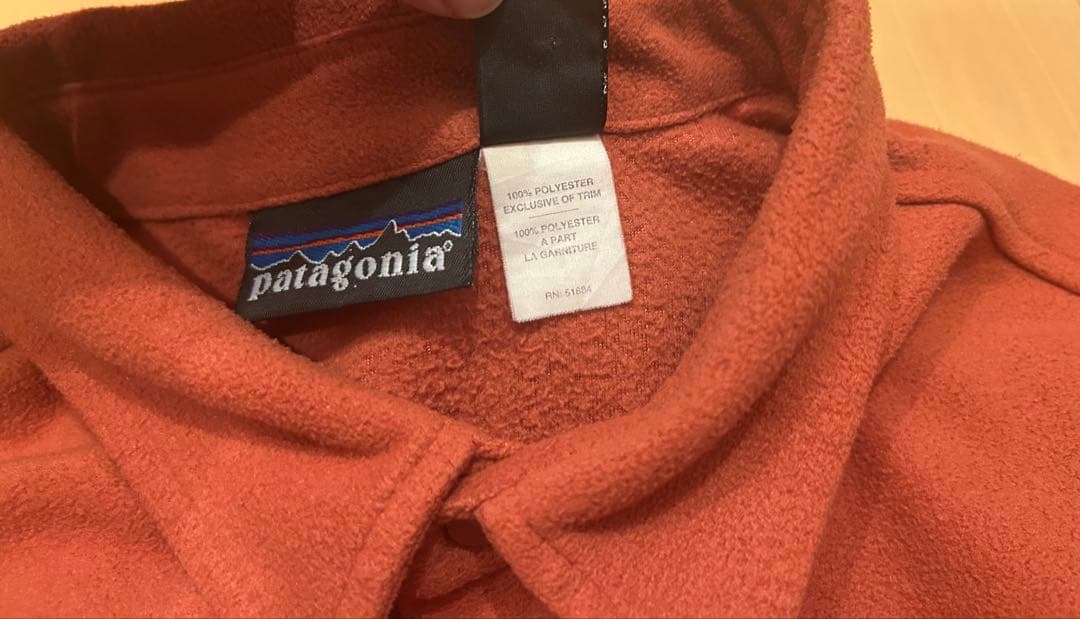 patagonia®
100% POLYESTER
EXCLUSIVE OF TRIM
100% POLYESTER
A PART
LA GARNITURE
RN: 51884